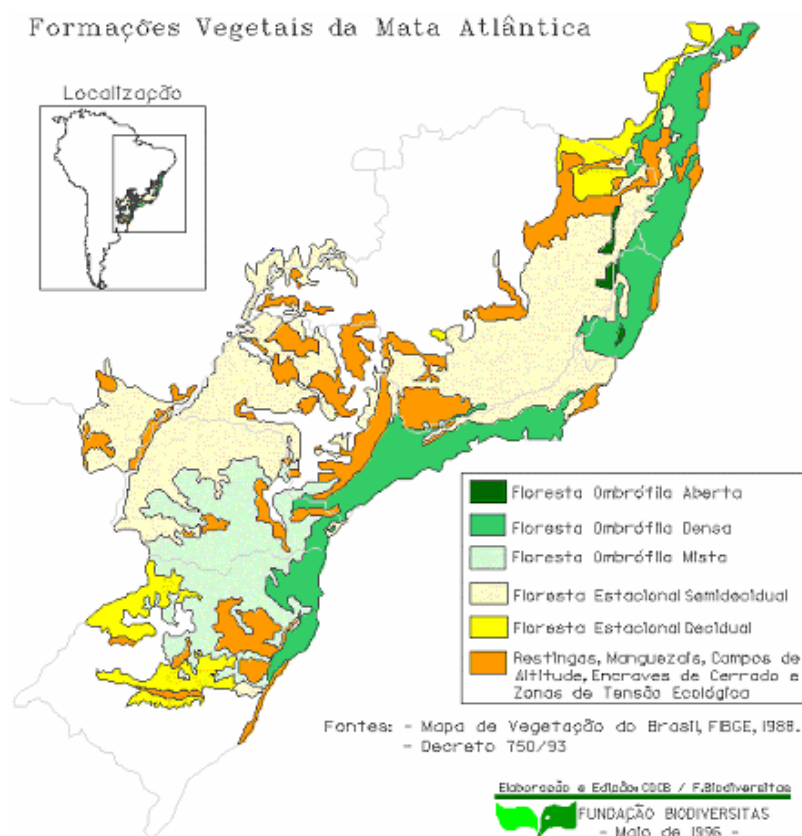 Formações Vegetais da Mata Atlântica
Localização
Floresta Ombrófila Aberta
Floresta Ombrófila Densa
Floresta Ombrófila Mista
Floresta Estacional Semidecidual
Floresta Estacional Decidual
Restingas, Manguezais, Campos de
Altitude, Encraves de Cerrado e
Zonas de Tensão Ecológica
Fontes: - Mapa de Vegetação do Brasil, FIBGE, 1988.
- Decreto 750/93
Elaboração e Edição: CDCB / F.Biodiversitas
FUNDAÇÃO BIODIVERSITAS
- Maio de 1996 -